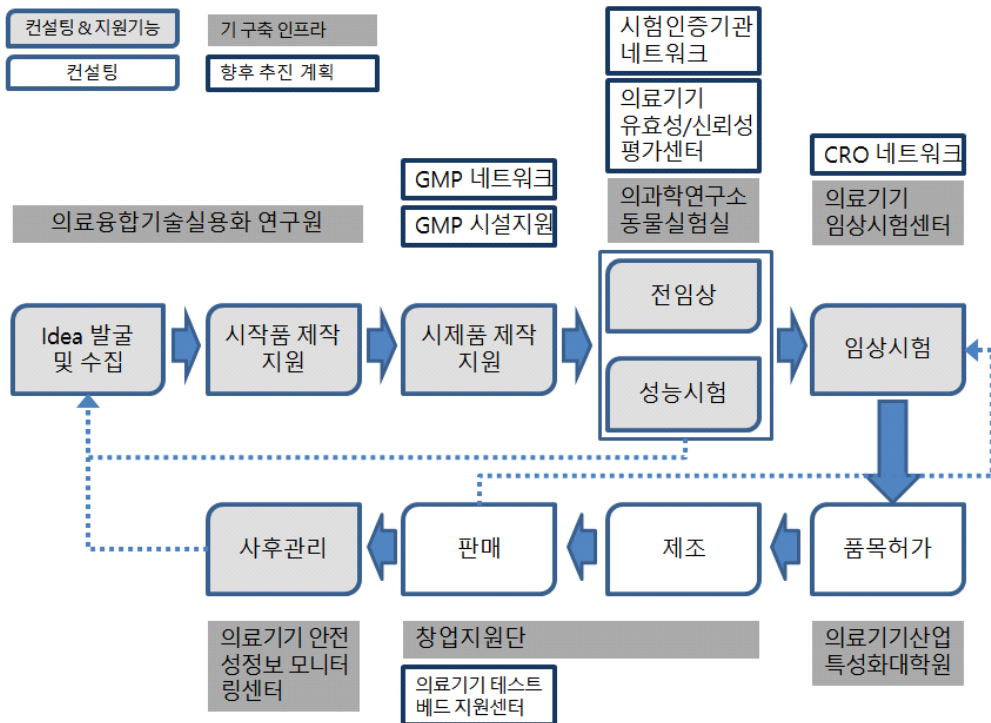 컨설팅&지원기능
기 구축 인프라
컨설팅
향후 추진 계획
시험인증기관
네트워크
의료기기
유효성/신뢰성
평가센터
GMP 네트워크
CRO 네트워크
의료융합기술실용화 연구원
GMP 시설지원
의과학연구소
동물실험실
의료기기
임상시험센터
Idea 발굴
및 수집
시작품 제작
지원
시제품 제작
지원
전임상
성능시험
임상시험
사후관리
판매
제조
품목허가
의료기기 안전
성정보 모니터
링센터
창업지원단
의료기기 테스트
베드 지원센터
의료기기산업
특성화대학원